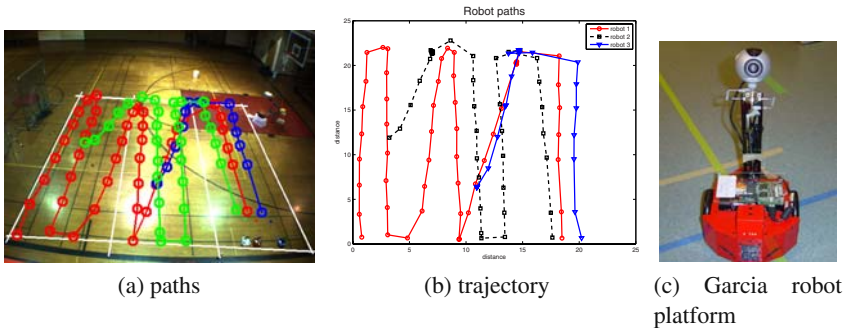 Robot paths
robot 1
robot 2
robot 3
distance
25
20
15
10
5
0
0 5 10 15 20 25
distance
(a) paths
(b) trajectory
(c) Garcia robot
platform